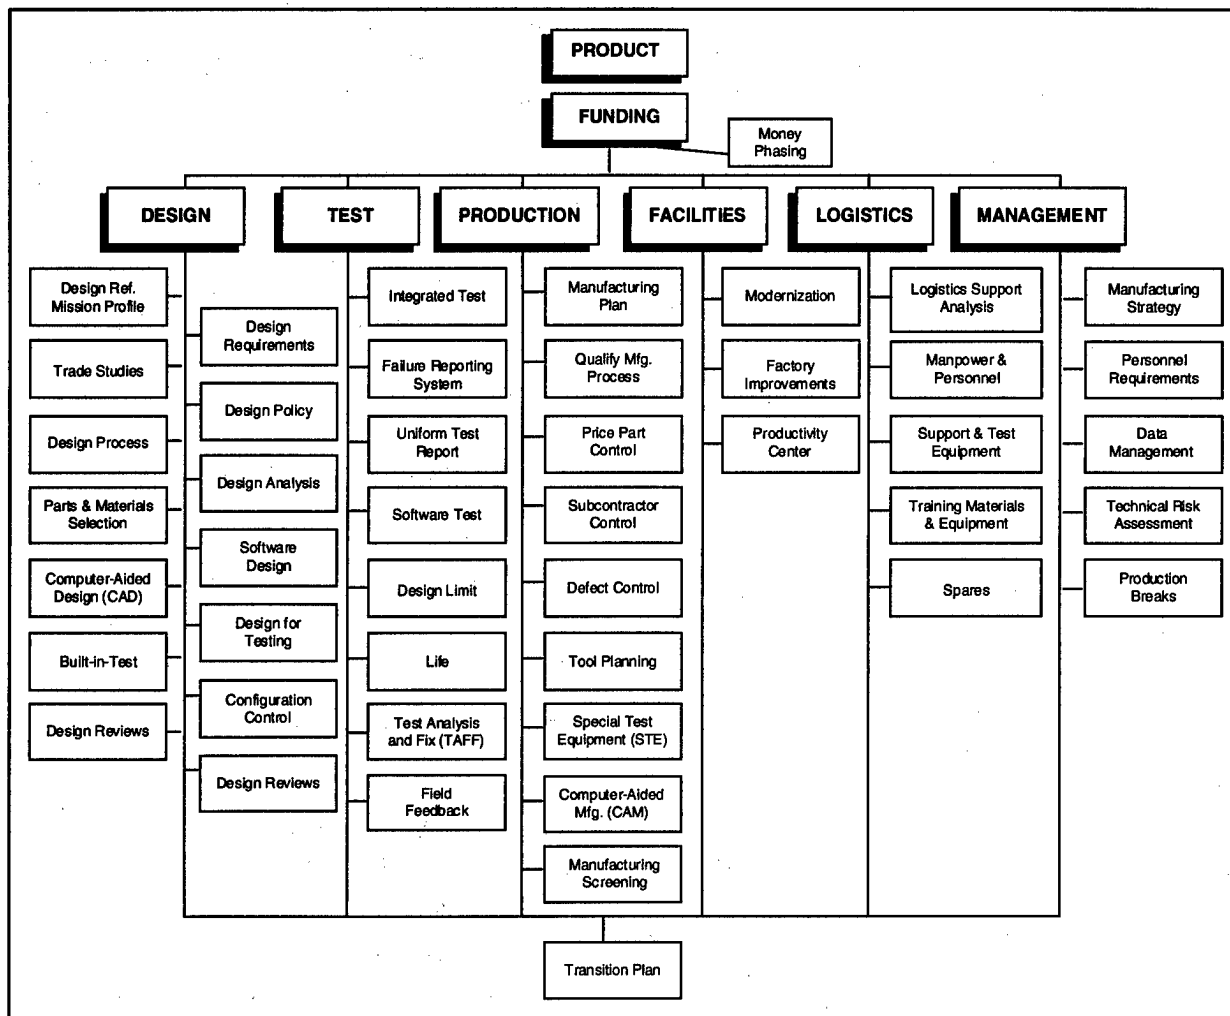 PRODUCT
FUNDING
Money
Phasing
DESIGN
TEST
PRODUCTION
FACILITIES
LOGISTICS
MANAGEMENT
Design Ref.
Mission Profile
Trade Studies
Design Process
Parts & Materials
Selection
Computer-Aided
Design (CAD)
Built-in-Test
Design Reviews
Design
Requirements
Design Policy
Design Analysis
Software
Design
Design for
Testing
Configuration
Control
Design Reviews
Integrated Test
Failure Reporting
System
Uniform Test
Report
Software Test
Design Limit
Life
Test Analysis
and Fix (TAFF)
Field
Feedback
Manufacturing
Plan
Qualify Mfg.
Process
Price Part
Control
Subcontractor
Control
Defect Control
Tool Planning
Special Test
Equipment (STE)
Computer-Aided
Mfg. (CAM)
Manufacturing
Screening
Modernization
Factory
Improvements
Productivity
Center
Logistics Support
Analysis
Manpower &
Personnel
Support & Test
Equipment
Training Materials
& Equipment
Spares
Manufacturing
Strategy
Personnel
Requirements
Data
Management
Technical Risk
Assessment
Production
Breaks
Transition Plan